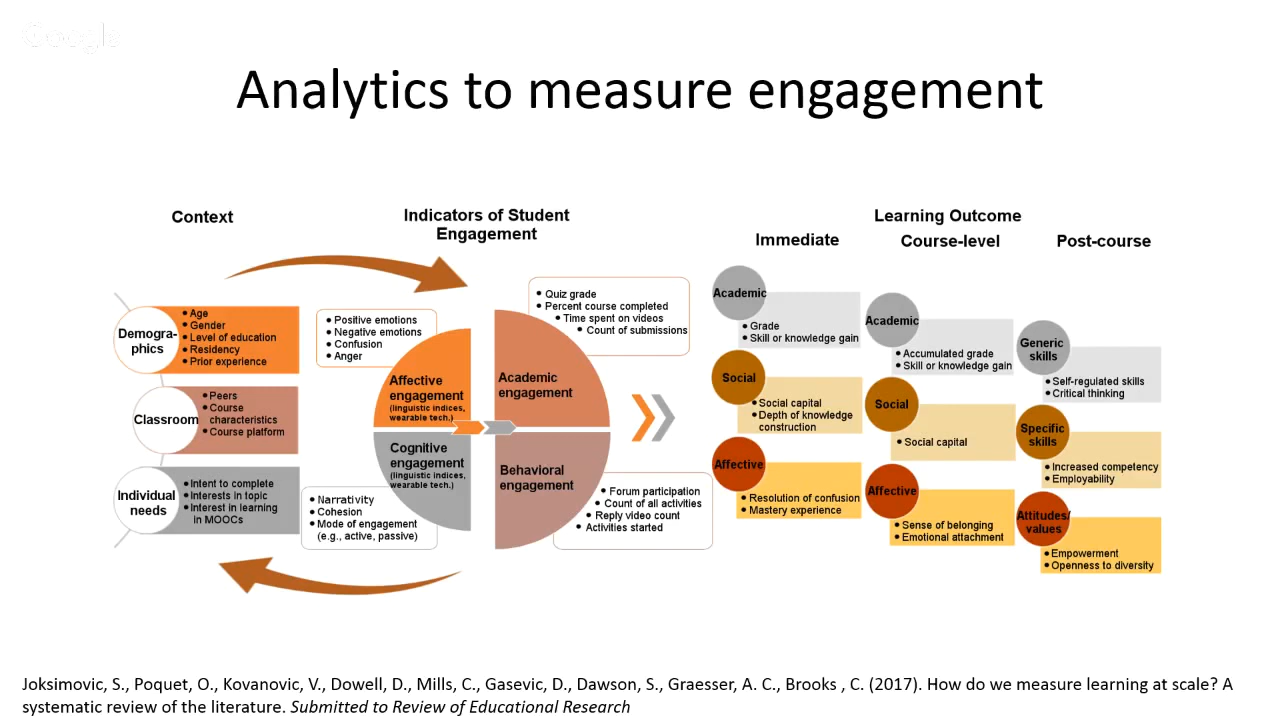 Google
Analytics to measure engagement
Context
Demogra-
phics
• Age
• Gender
• Level of education
• Residency
• Prior experience
Classroom
• Peers
• Course
characteristics
• Course platform
Individual
needs
• Intent to complete
• Interests in topic
• Interest in learning
in MOOCs
Indicators of Student
Engagement
• Positive emotions
• Negative emotions
• Confusion
• Anger
Affective
engagement
(linguistic indices,
wearable tech.)
• Quiz grade
• Percent course completed
• Time spent on videos
• Count of submissions
Academic
engagement
Cognitive
engagement
(linguistic indices,
wearable tech.)
• Narrativity
• Cohesion
• Mode of engagement
(e.g., active, passive)
Behavioral
engagement
• Forum participation
• Count of all activities
• Reply video count
• Activities started
Learning Outcome
Immediate
Academic
• Grade
• Skill or knowledge gain
Social
• Social capital
• Depth of knowledge
construction
Affective
• Resolution of confusion
• Mastery experience
Course-level
Academic
• Accumulated grade
• Skill or knowledge gain
Social
• Social capital
Affective
• Sense of belonging
• Emotional attachment
Post-course
Generic
skills
• Self-regulated skills
• Critical thinking
Specific
skills
• Increased competency
• Employability
Attitudes/
values
• Empowerment
• Openness to diversity
Joksimovic, S., Poquet, O., Kovanovic, V., Dowell, D., Mills, C., Gasevic, D., Dawson, S., Graesser, A. C., Brooks , C. (2017). How do we measure learning at scale? A
systematic review of the literature. Submitted to Review of Educational Research